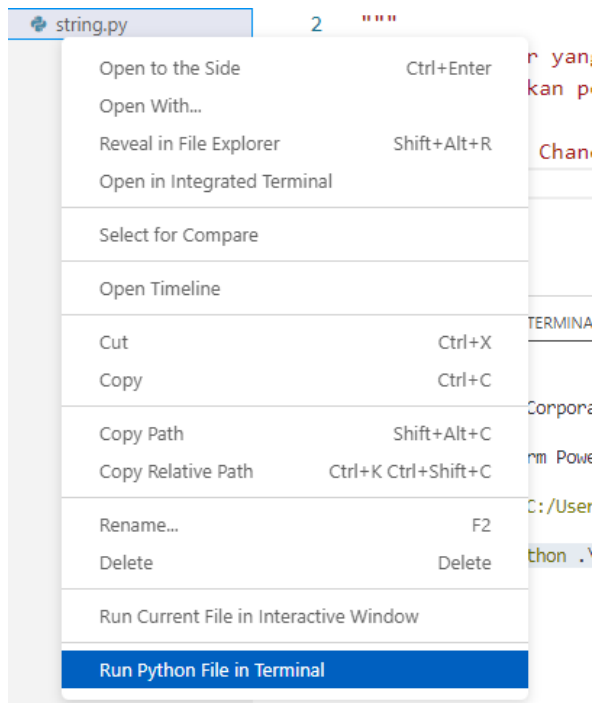 string.py
2 """
r yang
kan p
Chan
Open to the Side Ctrl+Enter
Open With...
Reveal in File Explorer Shift+Alt+R
Open in Integrated Terminal
Select for Compare
Open Timeline
TERMINA
Cut Ctrl+X
Copy Ctrl+C
Corpora
Copy Path Shift+Alt+C
rm Powe
Copy Relative Path Ctrl+K Ctrl+Shift+C
C:/User
Rename... F2
Delete Delete
thon .\
Run Current File in Interactive Window
Run Python File in Terminal